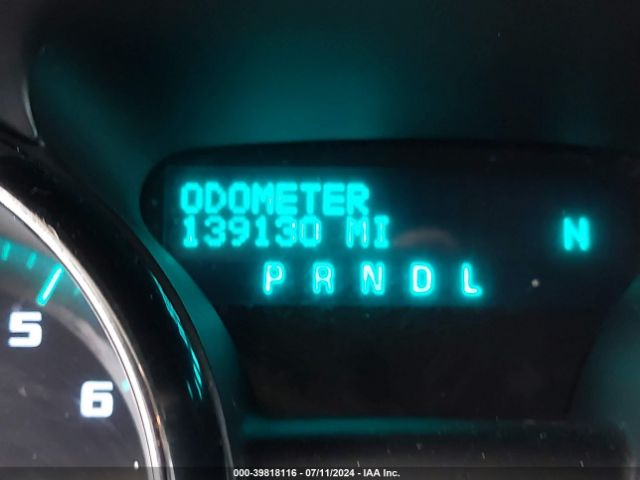 ODOMETER
139130 MI N
P R N D L
5
6
000-39818116 - 07/11/2024 - IAA Inc.